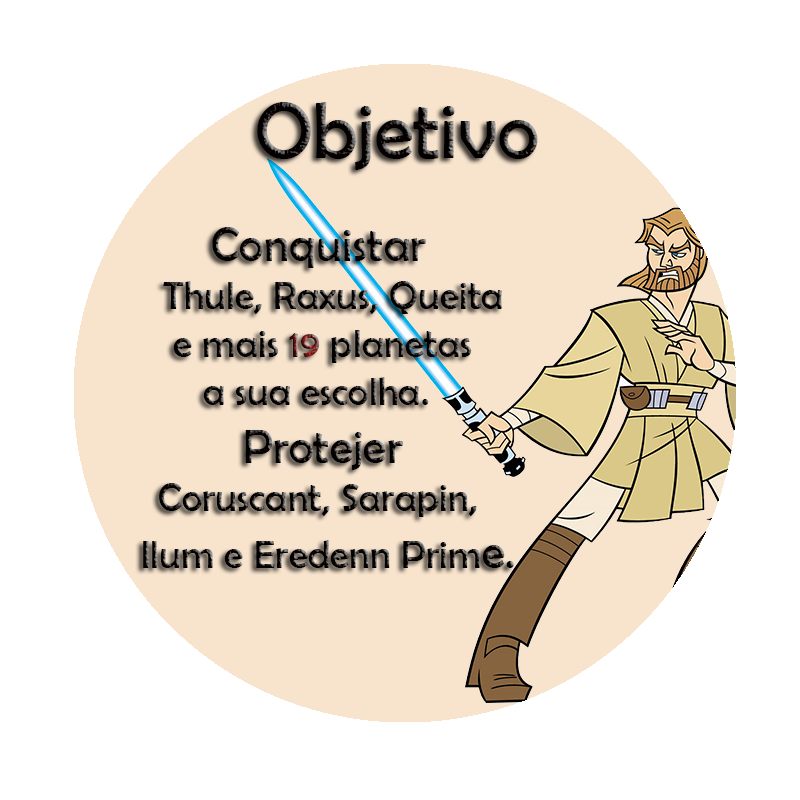 Objetivo
Conquistar
Thule, Raxus, Queita
e mais 19 planetas
a sua escolha.
Protejer
Coruscant, Sarapin,
Ilum e Eredenn Prime.